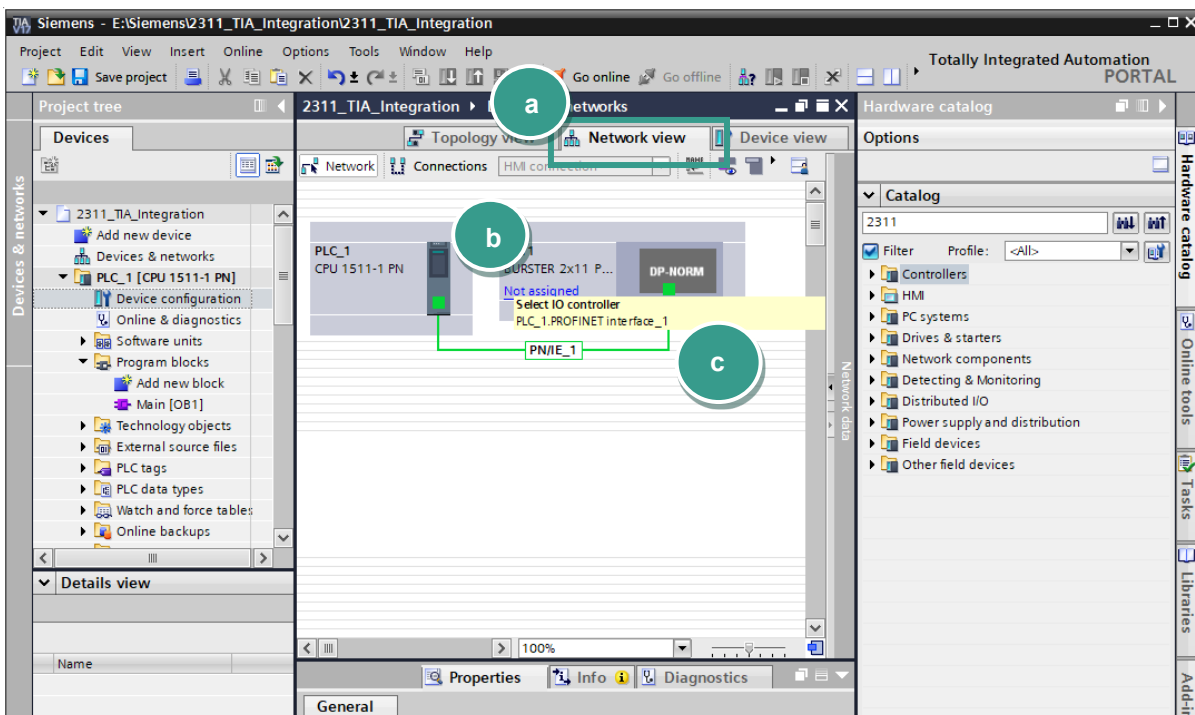 Siemens - E:\Siemens\2311_TIA_Integration\2311_TIA_Integration
Project Edit View Insert Online Options Tools Window Help
Totally Integrated Automation
PORTAL
Save project
Go online
Go offline
Project tree
2311_TIA_Integration
networks
Hardware catalog
a
Devices
Topology view
Network view
Device view
Options
Network
Connections
HMI connection
Devices & networks
2311_TIA_Integration
Add new device
Devices & networks
PLC_1 [CPU 1511-1 PN]
Device configuration
Online & diagnostics
Software units
Program blocks
Add new block
Main [OB1]
Technology objects
External source files
PLC tags
PLC data types
Watch and force tables
Online backups
Details view
Name
PLC_1
CPU 1511-1 PN
b
BURSTER 2x11 P...
Not assigned
DP-NORM
Select IO controller
PLC_1.PROFINET interface_1
PN/IE_1
c
Network data
100%
Properties
Info
Diagnostics
General
Catalog
2311
Filter
Profile:
<All>
Controllers
HMI
PC systems
Drives & starters
Network components
Detecting & Monitoring
Distributed I/O
Power supply and distribution
Field devices
Other field devices
Hardware catalog
Online tools
Tasks
Libraries